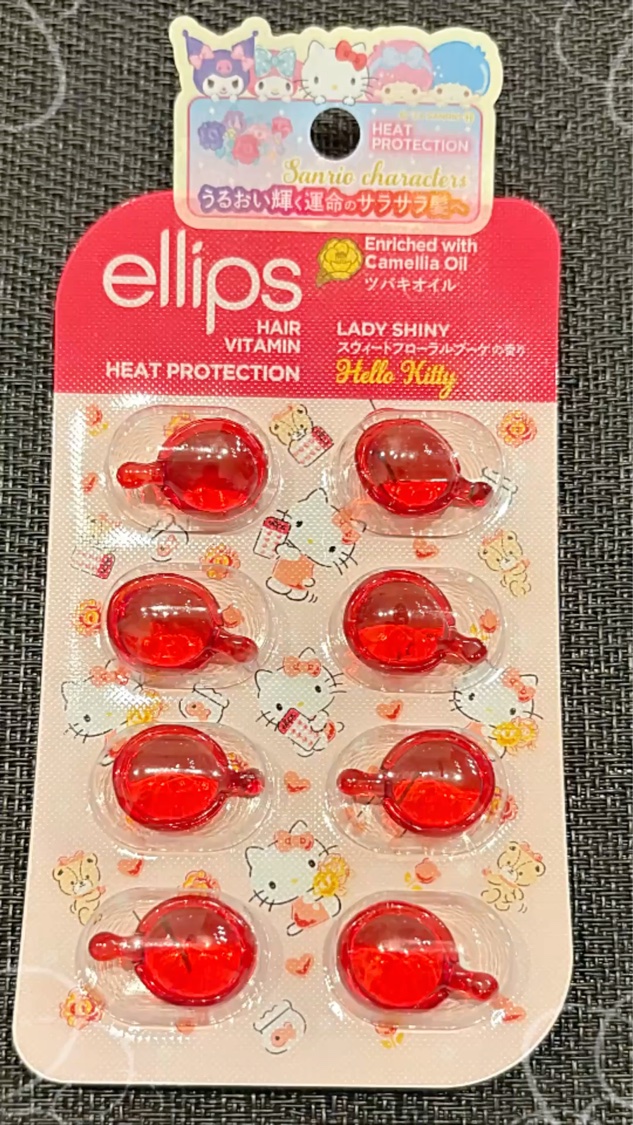 HEAT
PROTECTION
Sanrio characters
うるおい輝く運命のサラサラ髪へ
ellips
HAIR
VITAMIN
HEAT PROTECTION
Enriched with
Camellia Oil
ツバキオイル
LADY SHINY
スウィートフローラルブーケの香り
Hello Kitty